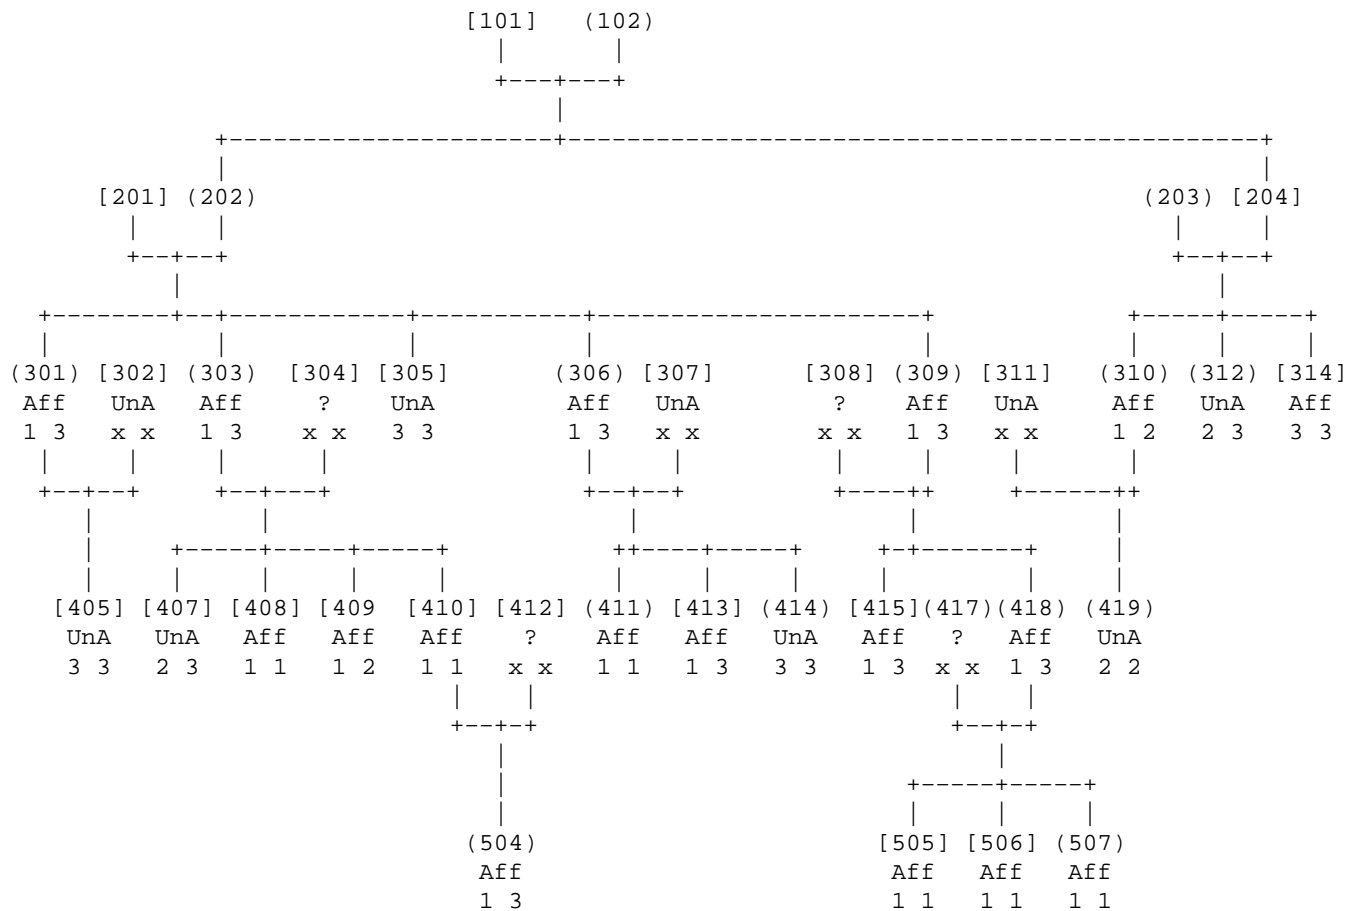 [101] (102)
[201] (202) (203) [204]
(301) [302] (303) [304] [305] (306) [307] [308] (309) [311] (310) (312) [314]
Aff UnA Aff ? UnA Aff UnA ? Aff UnA Aff UnA Aff
1 3 x x 1 3 x x 3 3 1 3 x x x x 1 3 x x 1 2 2 3 3 3
[405] [407] [408] [409 [410] [412] (411) [413] (414) [415] (417) (418) (419)
UnA UnA Aff Aff Aff ? Aff Aff UnA Aff ? Aff UnA
3 3 2 3 1 1 1 2 1 1 x x 1 1 1 3 3 3 1 3 x x 1 3 2 2
(504) [505] [506] (507)
Aff Aff Aff Aff
1 3 1 1 1 1 1 1